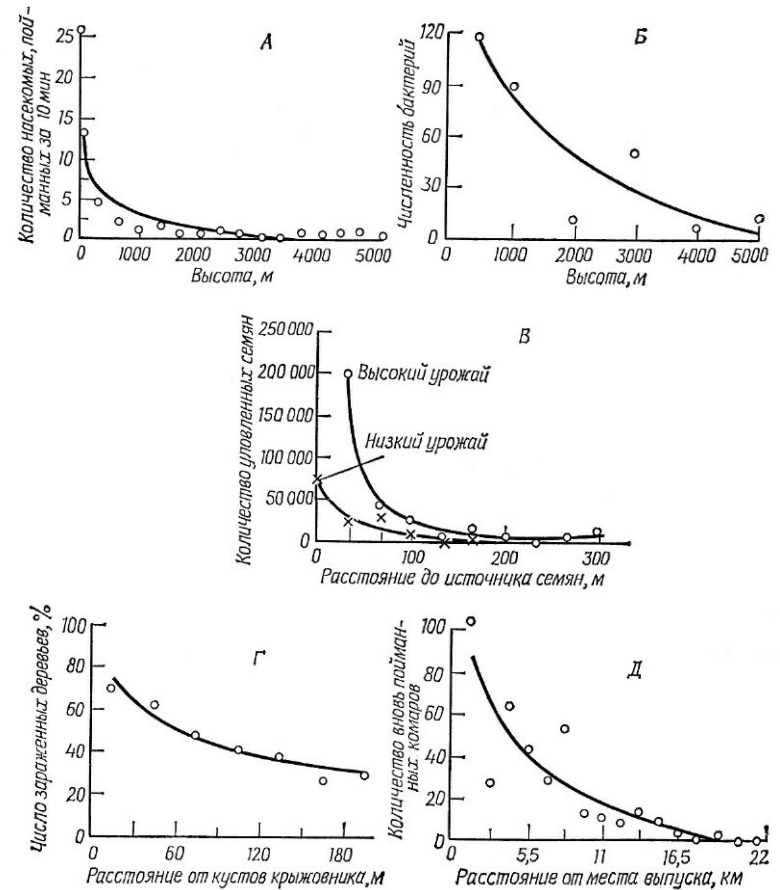 А
Количество насекомых, пой-
манных за 10 мин
25
20
15
10
5
0
0
1000
2000
3000
4000
5000
Высота, м
Б
Численность бактерий
120
90
60
30
0
0
1000
2000
3000
4000
5000
Высота, м
В
Количество уловленных семян
250 000
200 000
150 000
100 000
50 000
0
Высокий урожай
Низкий урожай
0
100
200
300
Расстояние до источника семян, м
Г
Число зараженных деревьев, %
100
80
60
40
20
0
0
60
120
180
Расстояние от кустов крыжовника, м
Д
Количество вновь пойман-
ных комаров
100
80
60
40
20
0
0
5,5
11
16,5
22
Расстояние от места выпуска, км